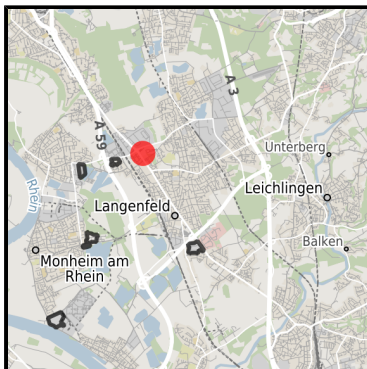 A 3
A 59
Unterberg
Leichlingen
Rhein
Langenfeld
Balken
Monheim am
Rhein